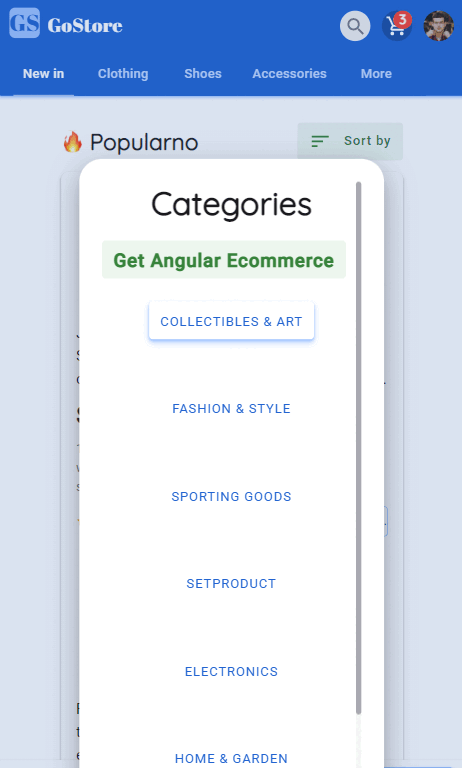 GS GoStore
3
New in Clothing Shoes Accessories More
🔥 Popularno
Sort by
Categories
Get Angular Ecommerce
COLLECTIBLES & ART
FASHION & STYLE
SPORTING GOODS
SETPRODUCT
ELECTRONICS
HOME & GARDEN